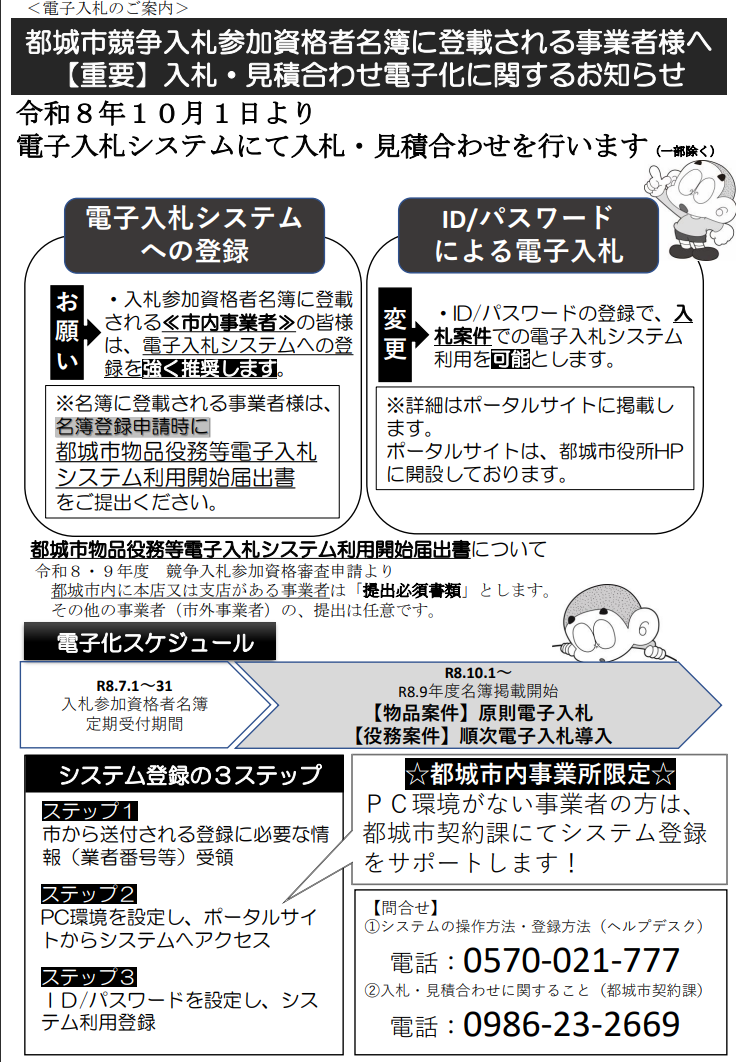 ＜電子入札のご案内＞
都城市競争入札参加資格者名簿に登載される事業者様へ
【重要】入札・見積合わせ電子化に関するお知らせ
令和８年１０月１日より
電子入札システムにて入札・見積合わせを行います（一部除く）
電子入札システム
への登録
お願い
・入札参加資格者名簿に登載
される≪市内事業者≫の皆様
は、電子入札システムへの登
録を強く推奨します。
※名簿に登載される事業者様は、
名簿登録申請時に
都城市物品役務等電子入札
システム利用開始届出書
をご提出ください。
ID/パスワード
による電子入札
変更
・ID/パスワードの登録で、入
札案件での電子入札システム
利用を可能とします。
※詳細はポータルサイトに掲載し
ます。
ポータルサイトは、都城市役所HP
に開設しております。
都城市物品役務等電子入札システム利用開始届出書について
令和８・９年度　競争入札参加資格審査申請より
都城市内に本店又は支店がある事業者は「提出必須書類」とします。
その他の事業者（市外事業者）の、提出は任意です。
電子化スケジュール
R8.7.1～31
入札参加資格者名簿
定期受付期間
R8.10.1～
R8.9年度名簿掲載開始
【物品案件】原則電子入札
【役務案件】順次電子入札導入
システム登録の３ステップ
ステップ１
市から送付される登録に必要な情
報（業者番号等）受領
ステップ２
PC環境を設定し、ポータルサイ
トからシステムへアクセス
ステップ３
ＩＤ/パスワードを設定し、シス
テム利用登録
☆都城市内事業所限定☆
ＰＣ環境がない事業者の方は、
都城市契約課にてシステム登録
をサポートします！
【問合せ】
①システムの操作方法・登録方法（ヘルプデスク）
電話：0570-021-777
②入札・見積合わせに関すること（都城市契約課）
電話：0986-23-2669